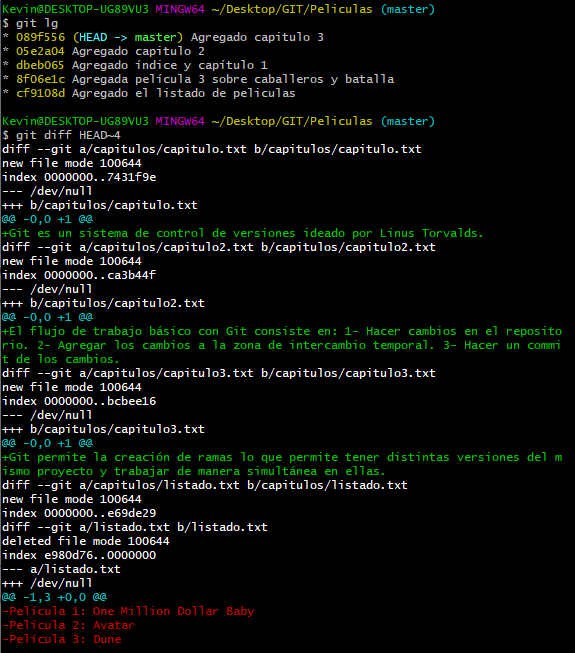 Kevin@DESKTOP-UG89VU3 MINGW64 ~/Desktop/GIT/Peliculas (master)
$ git lg
* 089f556 (HEAD -> master) Agregado capitulo 3
* 05e2a04 Agregado capitulo 2
* dbeb065 Agregado índice y capítulo 1
* 8f06e1c Agregada película 3 sobre caballeros y batalla
* cf9108d Agregado el listado de peliculas
Kevin@DESKTOP-UG89VU3 MINGW64 ~/Desktop/GIT/Peliculas (master)
$ git diff HEAD~4
diff --git a/capitulos/capitulo.txt b/capitulos/capitulo.txt
new file mode 100644
index 0000000..7431f9e
--- /dev/null
+++ b/capitulos/capitulo.txt
@@ -0,0 +1 @@
+Git es un sistema de control de versiones ideado por Linus Torvalds.
diff --git a/capitulos/capitulo2.txt b/capitulos/capitulo2.txt
new file mode 100644
index 0000000..ca3b44f
--- /dev/null
+++ b/capitulos/capitulo2.txt
@@ -0,0 +1 @@
+El flujo de trabajo básico con Git consiste en: 1- Hacer cambios en el reposito
rio. 2- Agregar los cambios a la zona de intercambio temporal. 3- Hacer un commi
t de los cambios.
diff --git a/capitulos/capitulo3.txt b/capitulos/capitulo3.txt
new file mode 100644
index 0000000..bcbee16
--- /dev/null
+++ b/capitulos/capitulo3.txt
@@ -0,0 +1 @@
+Git permite la creación de ramas lo que permite tener distintas versiones del m
ismo proyecto y trabajar de manera simultánea en ellas.
diff --git a/capitulos/listado.txt b/capitulos/listado.txt
new file mode 100644
index 0000000..e69de29
diff --git a/listado.txt b/listado.txt
deleted file mode 100644
index e980d76..0000000
--- a/listado.txt
+++ /dev/null
@@ -1,3 +0,0 @@
-Pelicula 1: One Million Dollar Baby
-Pelicula 2: Avatar
-Pelicula 3: Dune